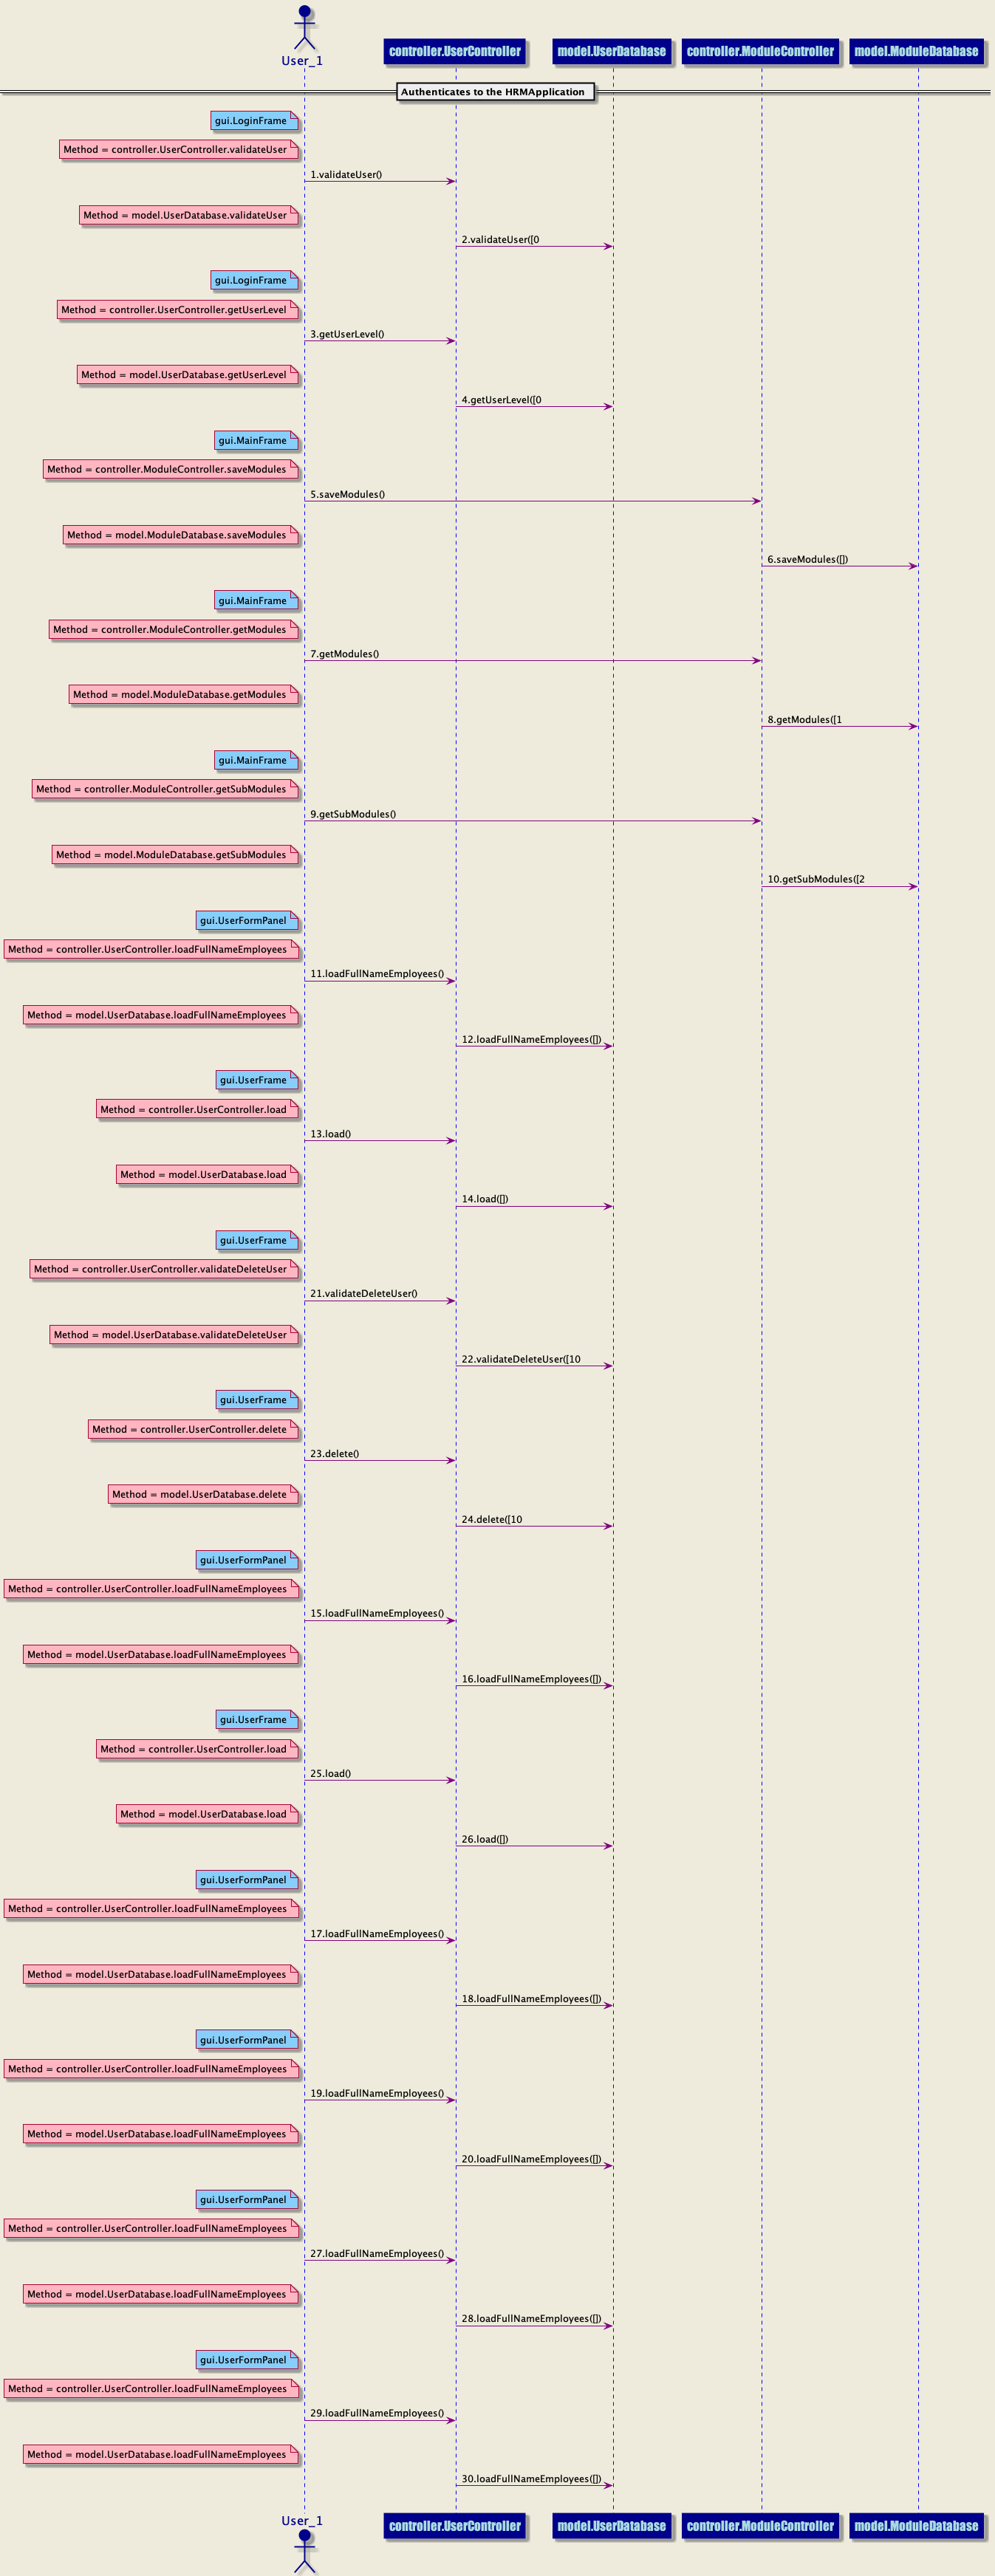 User_1
controller.UserController
model.UserDatabase
controller.ModuleController
model.ModuleDatabase
Authenticates to the HRMApplication
gui.LoginFrame
Method = controller.UserController.validateUser
1.validateUser()
Method = model.UserDatabase.validateUser
2.validateUser([0
gui.LoginFrame
Method = controller.UserController.getUserLevel
3.getUserLevel()
Method = model.UserDatabase.getUserLevel
4.getUserLevel([0
gui.MainFrame
Method = controller.ModuleController.saveModules
5.saveModules()
Method = model.ModuleDatabase.saveModules
6.saveModules([])
gui.MainFrame
Method = controller.ModuleController.getModules
7.getModules()
Method = model.ModuleDatabase.getModules
8.getModules([1
gui.MainFrame
Method = controller.ModuleController.getSubModules
9.getSubModules()
Method = model.ModuleDatabase.getSubModules
10.getSubModules([2
gui.UserFormPanel
Method = controller.UserController.loadFullNameEmployees
11.loadFullNameEmployees()
Method = model.UserDatabase.loadFullNameEmployees
12.loadFullNameEmployees([])
gui.UserFrame
Method = controller.UserController.load
13.load()
Method = model.UserDatabase.load
14.load([])
gui.UserFrame
Method = controller.UserController.validateDeleteUser
21.validateDeleteUser()
Method = model.UserDatabase.validateDeleteUser
22.validateDeleteUser([10
gui.UserFrame
Method = controller.UserController.delete
23.delete()
Method = model.UserDatabase.delete
24.delete([10
gui.UserFormPanel
Method = controller.UserController.loadFullNameEmployees
15.loadFullNameEmployees()
Method = model.UserDatabase.loadFullNameEmployees
16.loadFullNameEmployees([])
gui.UserFrame
Method = controller.UserController.load
25.load()
Method = model.UserDatabase.load
26.load([])
gui.UserFormPanel
Method = controller.UserController.loadFullNameEmployees
17.loadFullNameEmployees()
Method = model.UserDatabase.loadFullNameEmployees
18.loadFullNameEmployees([])
gui.UserFormPanel
Method = controller.UserController.loadFullNameEmployees
19.loadFullNameEmployees()
Method = model.UserDatabase.loadFullNameEmployees
20.loadFullNameEmployees([])
gui.UserFormPanel
Method = controller.UserController.loadFullNameEmployees
27.loadFullNameEmployees()
Method = model.UserDatabase.loadFullNameEmployees
28.loadFullNameEmployees([])
gui.UserFormPanel
Method = controller.UserController.loadFullNameEmployees
29.loadFullNameEmployees()
Method = model.UserDatabase.loadFullNameEmployees
30.loadFullNameEmployees([])
User_1
controller.UserController
model.UserDatabase
controller.ModuleController
model.ModuleDatabase